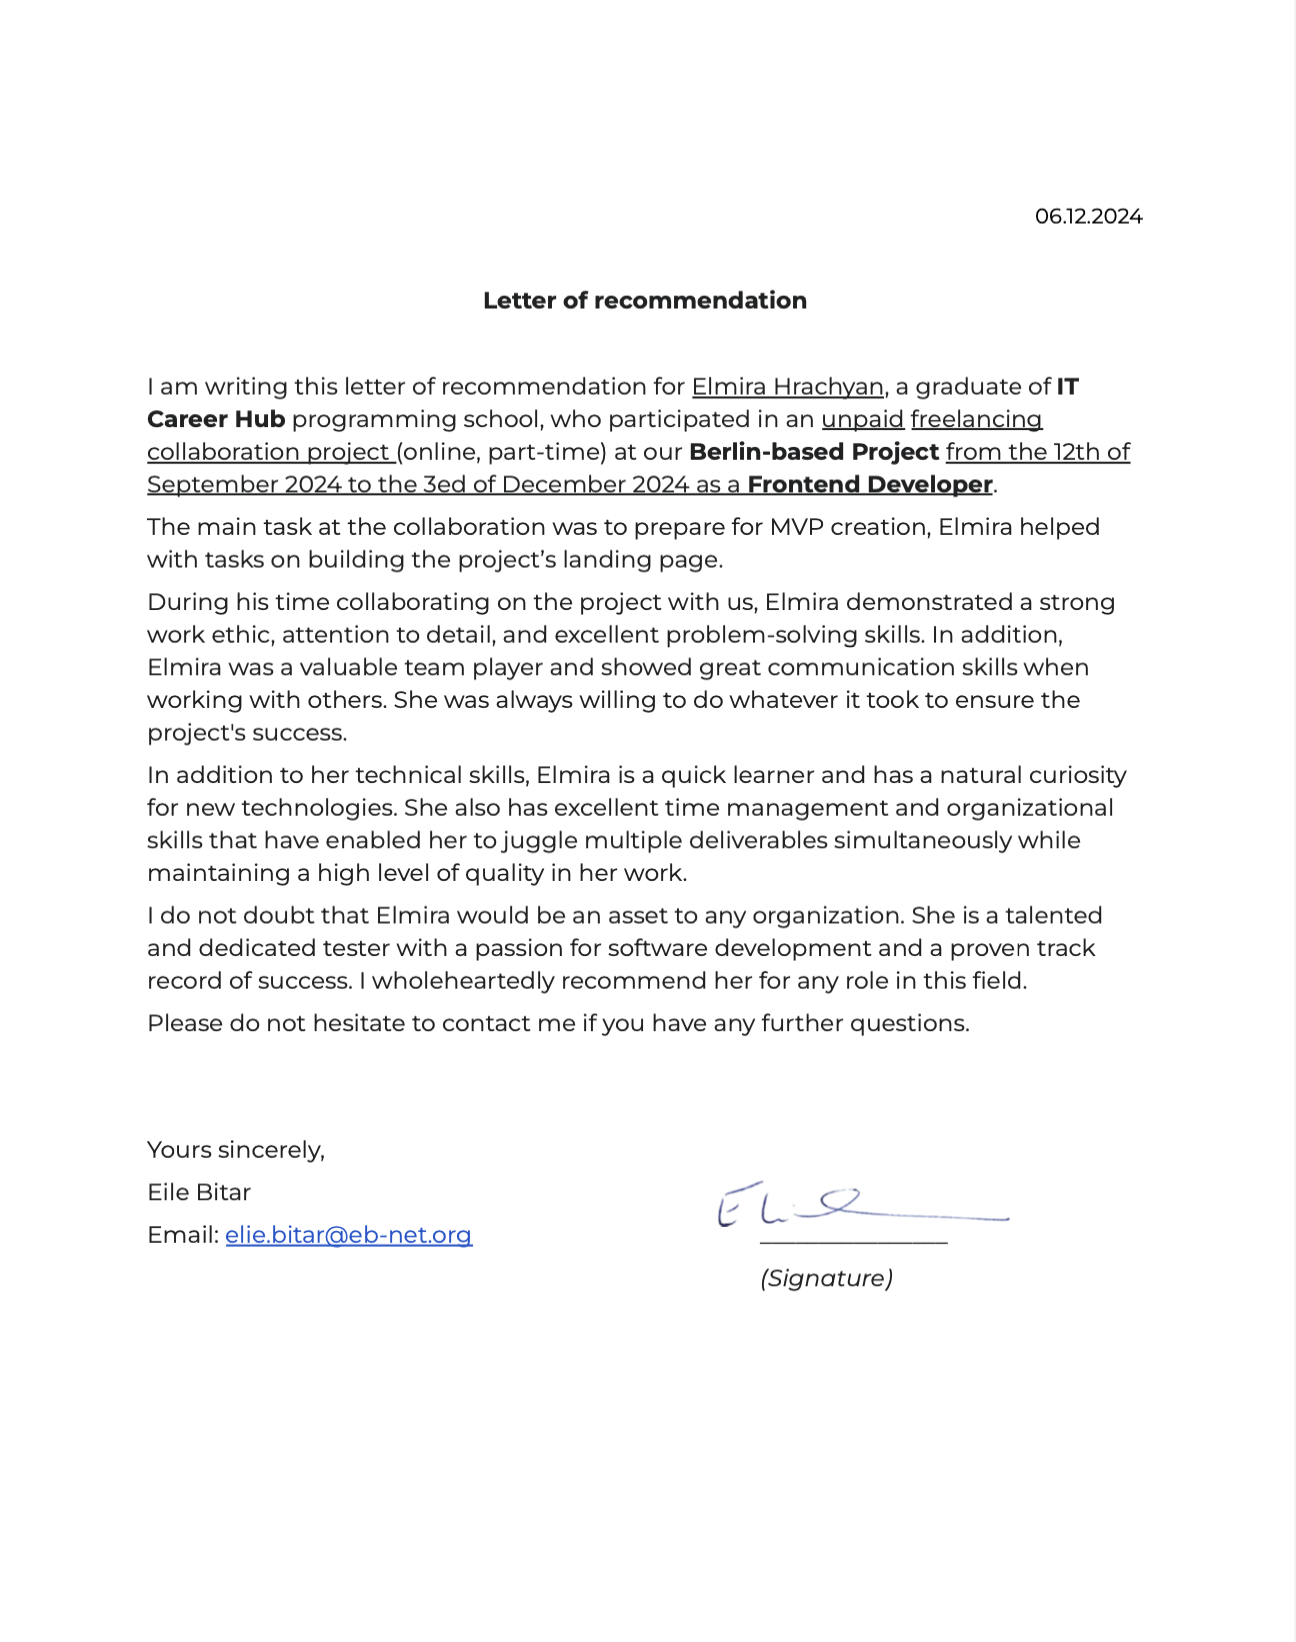 06.12.2024
Letter of recommendation
I am writing this letter of recommendation for Elmira Hrachyan, a graduate of IT
Career Hub programming school, who participated in an unpaid freelancing
collaboration project (online, part-time) at our Berlin-based Project from the 12th of
September 2024 to the 3ed of December 2024 as a Frontend Developer.
The main task at the collaboration was to prepare for MVP creation, Elmira helped
with tasks on building the project’s landing page.
During his time collaborating on the project with us, Elmira demonstrated a strong
work ethic, attention to detail, and excellent problem-solving skills. In addition,
Elmira was a valuable team player and showed great communication skills when
working with others. She was always willing to do whatever it took to ensure the
project's success.
In addition to her technical skills, Elmira is a quick learner and has a natural curiosity
for new technologies. She also has excellent time management and organizational
skills that have enabled her to juggle multiple deliverables simultaneously while
maintaining a high level of quality in her work.
I do not doubt that Elmira would be an asset to any organization. She is a talented
and dedicated tester with a passion for software development and a proven track
record of success. I wholeheartedly recommend her for any role in this field.
Please do not hesitate to contact me if you have any further questions.
Yours sincerely,
Eile Bitar
Email: elie.bitar@eb-net.org
(Signature)